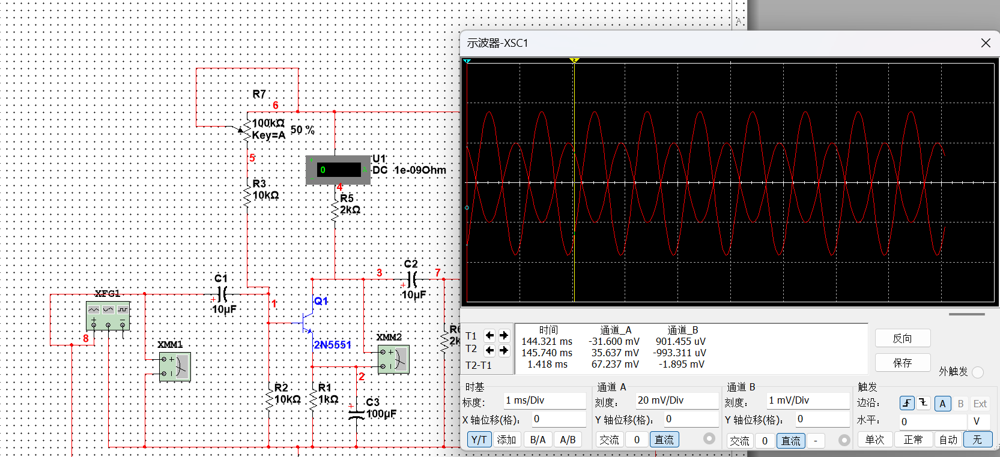 A
示波器-XSC1
R7
6
100kΩ
50 %
Key=A
5
U1
0
A
DC 1e-09Ohm
4
R3
10kΩ
R5
2kΩ
C2
3
7
10µF
C1
10µF
XFG1
1
Q1
8
XMM1
2N5551
XMM2
2
R2
10kΩ
R1
1kΩ
C3
100µF
时间 通道_A 通道_B
T1 144.321 ms -31.600 mV 901.455 uV
T2 145.740 ms 35.637 mV -993.311 uV
T2-T1 1.418 ms 67.237 mV -1.895 mV
反向
保存
外触发
时基
标度: 1 ms/Div
X 轴位移(格): 0
Y/T 添加 B/A A/B
通道 A
刻度: 20 mV/Div
Y 轴位移(格): 0
交流 0 直流
通道 B
刻度: 1 mV/Div
Y 轴位移(格): 0
交流 0 直流 -
触发
边沿: A B Ext
水平: 0 V
单次 正常 自动 无